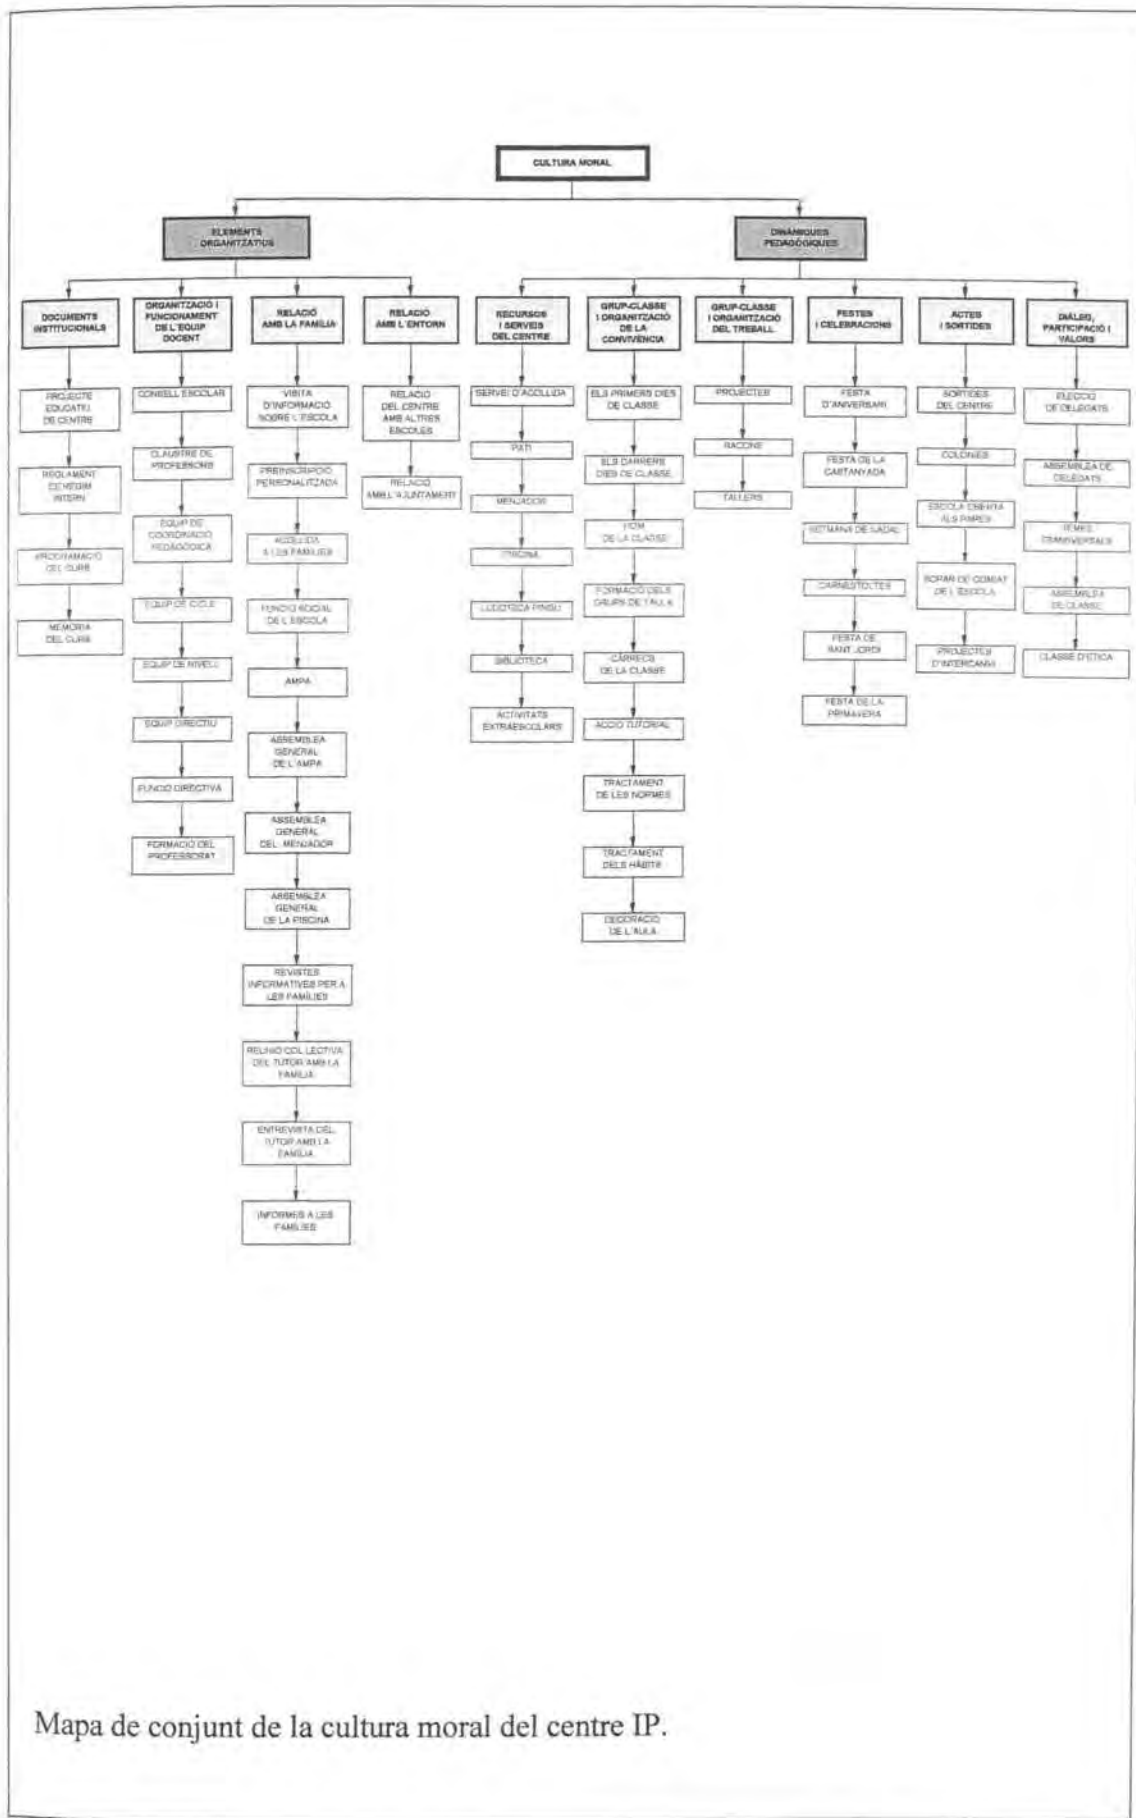 CULTURA MORAL
ELEMENTS
ORGANITZATIUS
DINÀMIQUES
PEDAGÒGIQUES
DOCUMENTS
INSTITUCIONALS
ORGANITZACIÓ I
FUNCIONAMENT
DE L'EQUIP
DOCENT
RELACIÓ
AMB LA FAMÍLIA
RELACIÓ
AMB L'ENTORN
RECURSOS
I SERVEIS
DEL CENTRE
GRUP-CLASSE
I ORGANITZACIÓ
DE LA
CONVIVÈNCIA
GRUP-CLASSE
I ORGANITZACIÓ
DEL TREBALL
FESTES
I CELEBRACIONS
ACTES
I SORTIDES
DIÀLEG,
PARTICIPACIÓ I
VALORS
PROJECTE
EDUCATIU
DE CENTRE
REGLAMENT
DE RÈGIM
INTERN
PROGRAMACIÓ
DEL CURS
MEMÒRIA
DEL CURS
CONSELL ESCOLAR
CLAUSTRE DE
PROFESSORS
EQUIP DE
COORDINACIÓ
PEDAGÒGICA
EQUIP DE CICLE
EQUIP DE NIVELL
EQUIP DIRECTIU
FUNCIÓ DIRECTIVA
FORMACIÓ DEL
PROFESSORAT
VISITA
D'INFORMACIÓ
SOBRE L'ESCOLA
PREINSCRIPCIÓ
PERSONALITZADA
ACOLLIDA
A LES FAMÍLIES
FUNCIÓ SOCIAL
DE L'ESCOLA
AMPA
ASSEMBLEA
GENERAL
DE L'AMPA
ASSEMBLEA
GENERAL
DEL MENJADOR
ASSEMBLEA
GENERAL
DE LA PISCINA
REVISTES
INFORMATIVES PER A
LES FAMÍLIES
REUNIÓ COL·LECTIVA
DEL TUTOR AMB LA
FAMÍLIA
ENTREVISTA DEL
TUTOR AMB LA
FAMÍLIA
INFORMES A LES
FAMÍLIES
RELACIÓ
DEL CENTRE
AMB ALTRES
ESCOLES
RELACIÓ
AMB L'AJUNTAMENT
SERVEI D'ACOLLIDA
PATI
MENJADOR
PISCINA
LUDOTECA PINGU
BIBLIOTECA
ACTIVITATS
EXTRAESCOLARS
ELS PRIMERS DIES
DE CLASSE
ELS DARRERS
DIES DE CLASSE
NOM
DE LA CLASSE
FORMACIÓ DELS
GRUPS DE TAULA
CÀRRECS
DE LA CLASSE
ACCIÓ TUTORIAL
TRACTAMENT
DE LES NORMES
TRACTAMENT
DELS HÀBITS
DECORACIÓ
DE L'AULA
PROJECTES
RACONS
TALLERS
FESTA
D'ANIVERSARI
FESTA DE LA
CASTANYADA
SETMANA DE NADAL
CARNESTOLTES
FESTA DE
SANT JORDI
FESTA DE LA
PRIMAVERA
SORTIDES
DEL CENTRE
COLÒNIES
ESCOLA OBERTA
ALS PARES
SOPAR DE COMIAT
DE L'ESCOLA
PROJECTES
D'INTERCANVI
ELECCIÓ
DE DELEGATS
ASSEMBLEA DE
DELEGATS
TEMES
TRANSVERSALS
ASSEMBLEA
DE CLASSE
CLASSE D'ÈTICA
Mapa de conjunt de la cultura moral del centre IP.